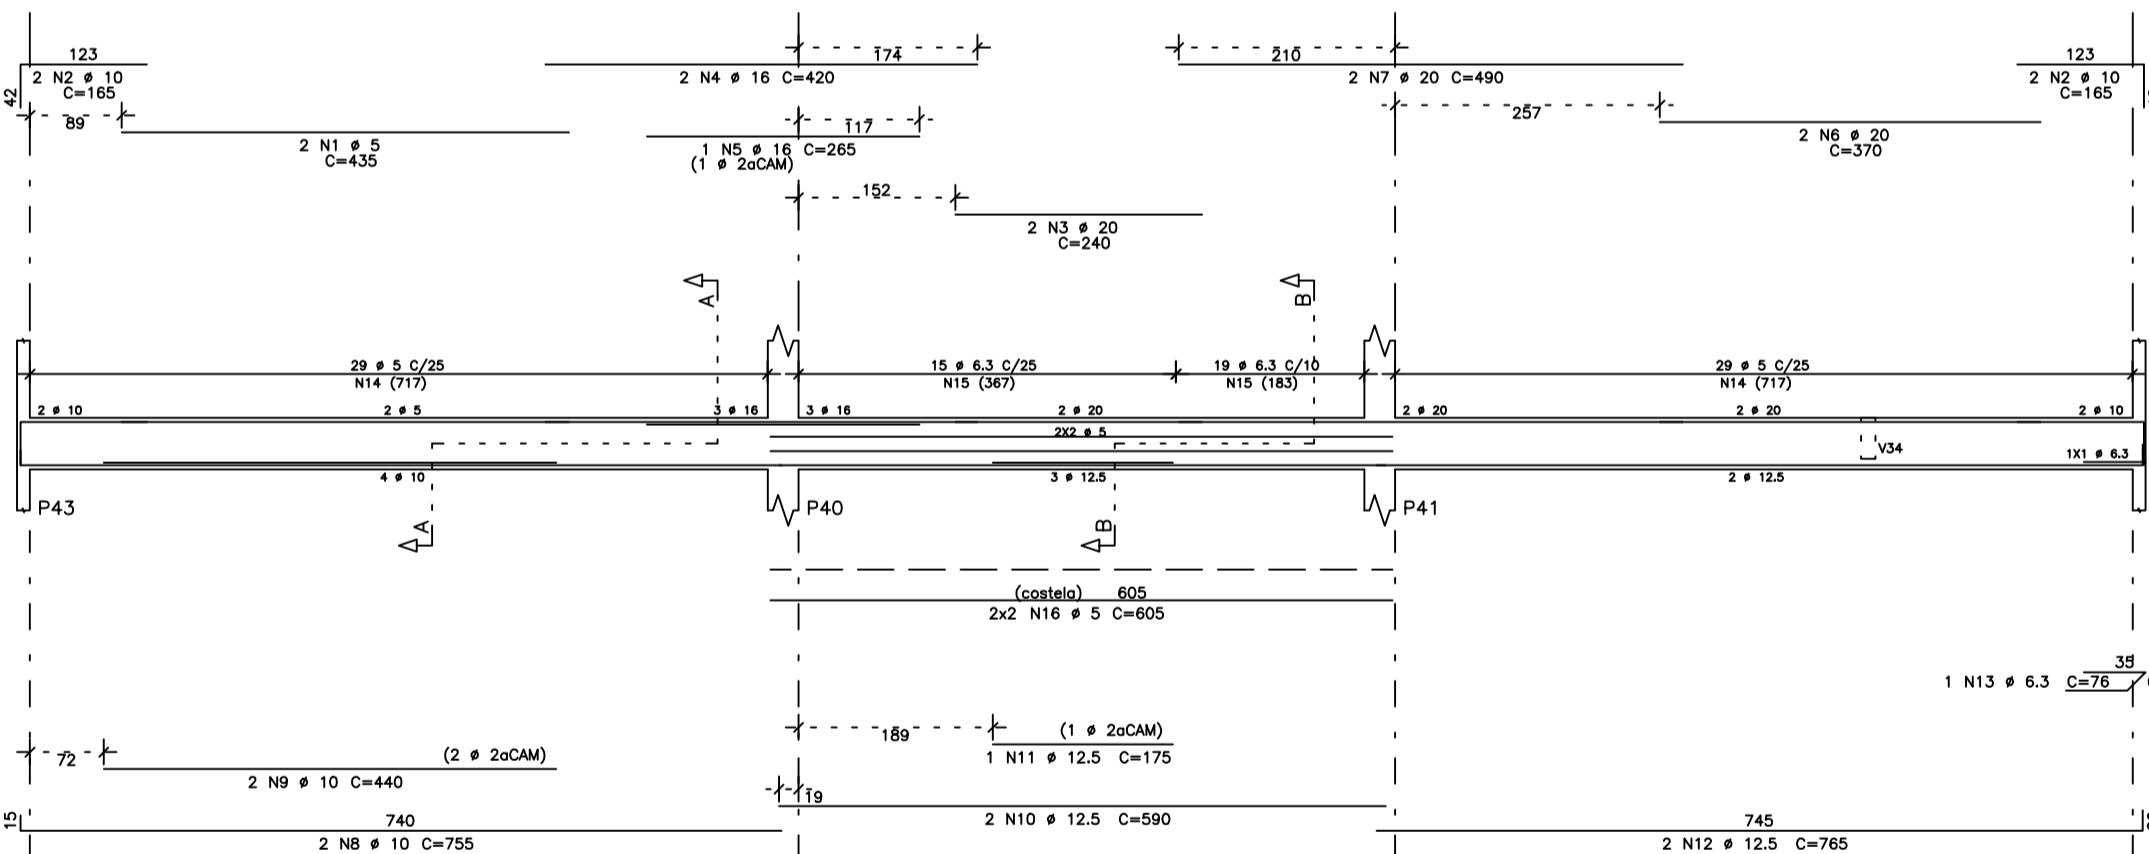 123
2 N2 ø 10
C=165
42
89
2 N1 ø 5
C=435
174
2 N4 ø 16 C=420
117
1 N5 ø 16 C=265
(1 ø 2aCAM)
152
2 N3 ø 20
C=240
210
2 N7 ø 20 C=490
257
2 N6 ø 20
C=370
123
2 N2 ø 10
C=165
A
B
29 ø 5 C/25
N14 (717)
15 ø 6.3 C/25
N15 (367)
19 ø 6.3 C/10
N15 (183)
29 ø 5 C/25
N14 (717)
2 ø 10
2 ø 5
3 ø 16
3 ø 16
2 ø 20
2 ø 20
2 ø 20
2 ø 10
2X2 ø 5
V34
1X1 ø 6.3
4 ø 10
3 ø 12.5
2 ø 12.5
P43
P40
P41
A
B
(costela) 605
2x2 N16 ø 5 C=605
35
1 N13 ø 6.3 C=76
72
(2 ø 2aCAM)
2 N9 ø 10 C=440
189
(1 ø 2aCAM)
1 N11 ø 12.5 C=175
19
2 N10 ø 12.5 C=590
15
740
2 N8 ø 10 C=755
745
2 N12 ø 12.5 C=765